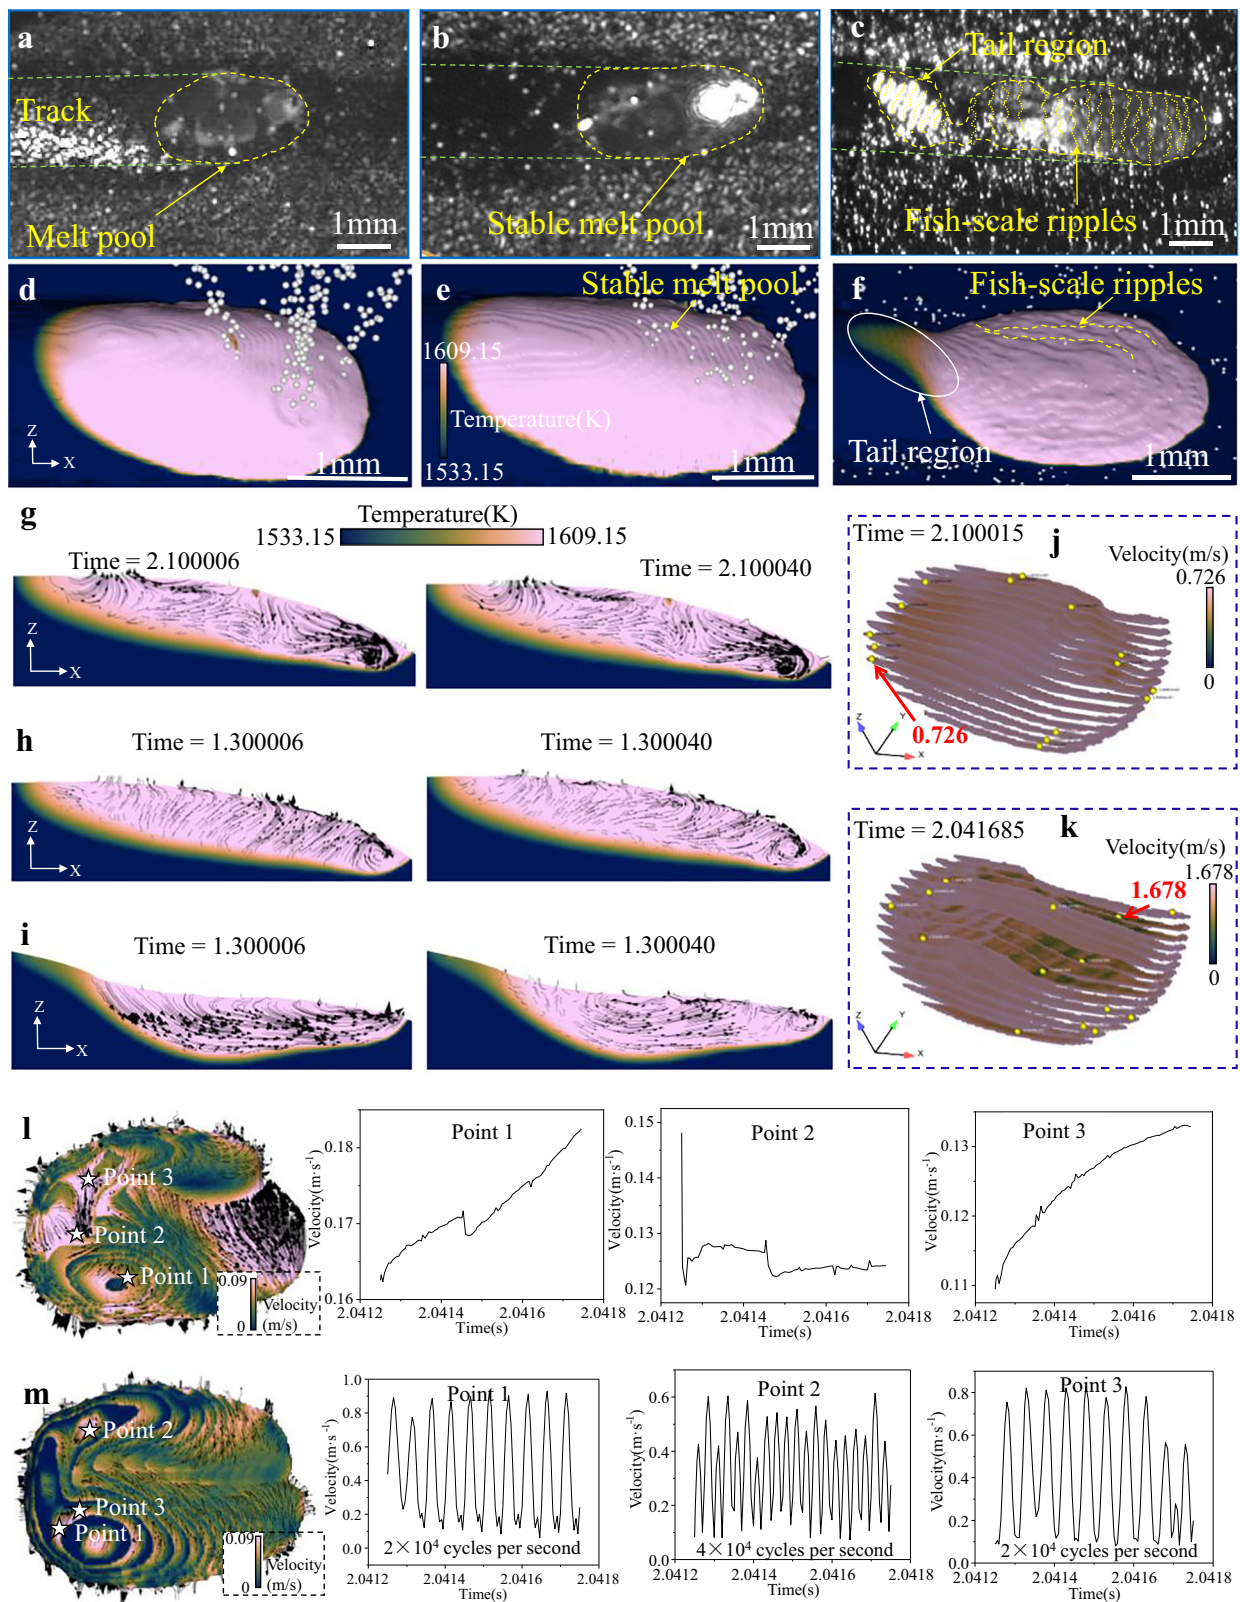 a
Track
Melt pool
1mm
b
Stable melt pool
1mm
c
Tail region
Fish-scale ripples
1mm
d
Z
X
1mm
e
Stable melt pool
1609.15
Temperature(K)
1533.15
1mm
f
Fish-scale ripples
Tail region
1mm
g
Temperature(K)
1533.15
1609.15
Time = 2.100006
Time = 2.100040
Z
X
h
Time = 1.300006
Time = 1.300040
Z
X
i
Time = 1.300006
Time = 1.300040
Z
X
j
Time = 2.100015
Velocity(m/s)
0.726
0
0.726
Z
Y
X
k
Time = 2.041685
Velocity(m/s)
1.678
0
1.678
Z
Y
X
l
Point 3
Point 2
Point 1
0.09
Velocity
(m/s)
0
Point 1
Velocity(m·s⁻¹)
0.18
0.17
0.16
2.0412 2.0414 2.0416 2.0418
Time(s)
Point 2
Velocity(m·s⁻¹)
0.15
0.14
0.13
0.12
2.0412 2.0414 2.0416 2.0418
Time(s)
Point 3
Velocity(m·s⁻¹)
0.13
0.12
0.11
2.0412 2.0414 2.0416 2.0418
Time(s)
m
Point 2
Point 3
Point 1
0.09
Velocity
(m/s)
0
Point 1
Velocity(m·s⁻¹)
1.0
0.8
0.6
0.4
0.2
0.0
2×10⁴ cycles per second
2.0412 2.0414 2.0416 2.0418
Time(s)
Point 2
Velocity(m·s⁻¹)
0.6
0.4
0.2
0.0
4×10⁴ cycles per second
2.0412 2.0414 2.0416 2.0418
Time(s)
Point 3
Velocity(m·s⁻¹)
0.8
0.6
0.4
0.2
0.0
2×10⁴ cycles per second
2.0412 2.0414 2.0416 2.0418
Time(s)